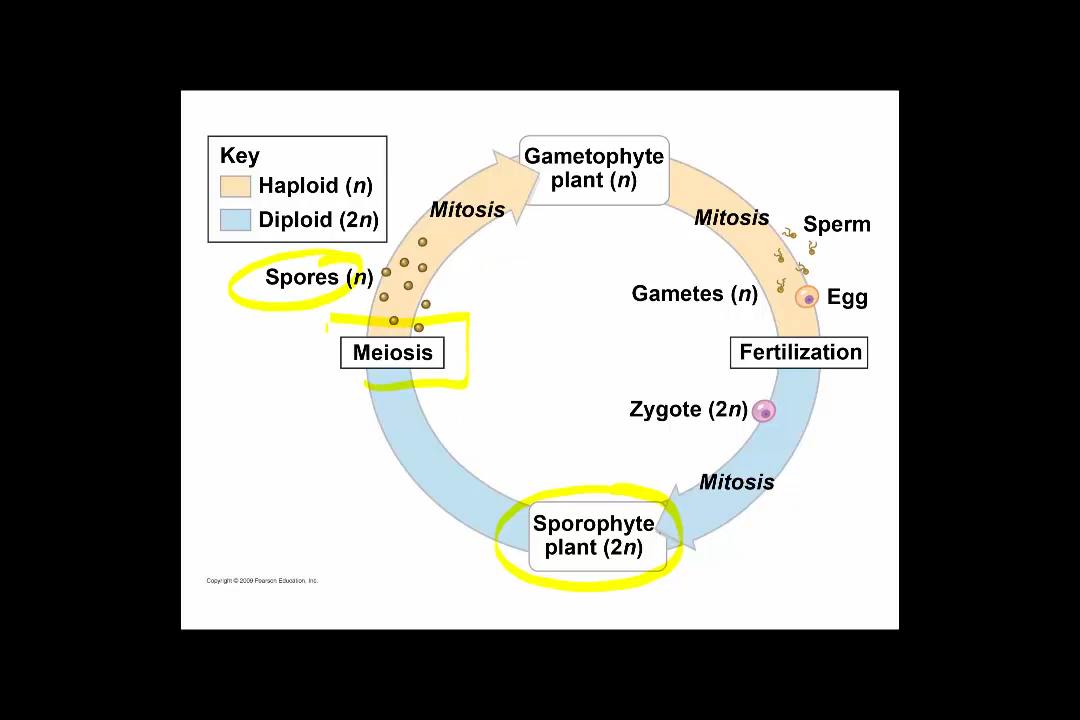 Key
Haploid (n)
Diploid (2n)
Gametophyte
plant (n)
Mitosis
Mitosis
Sperm
Spores (n)
Gametes (n)
Egg
Meiosis
Fertilization
Zygote (2n)
Mitosis
Sporophyte
plant (2n)
Copyright © 2009 Pearson Education, Inc.